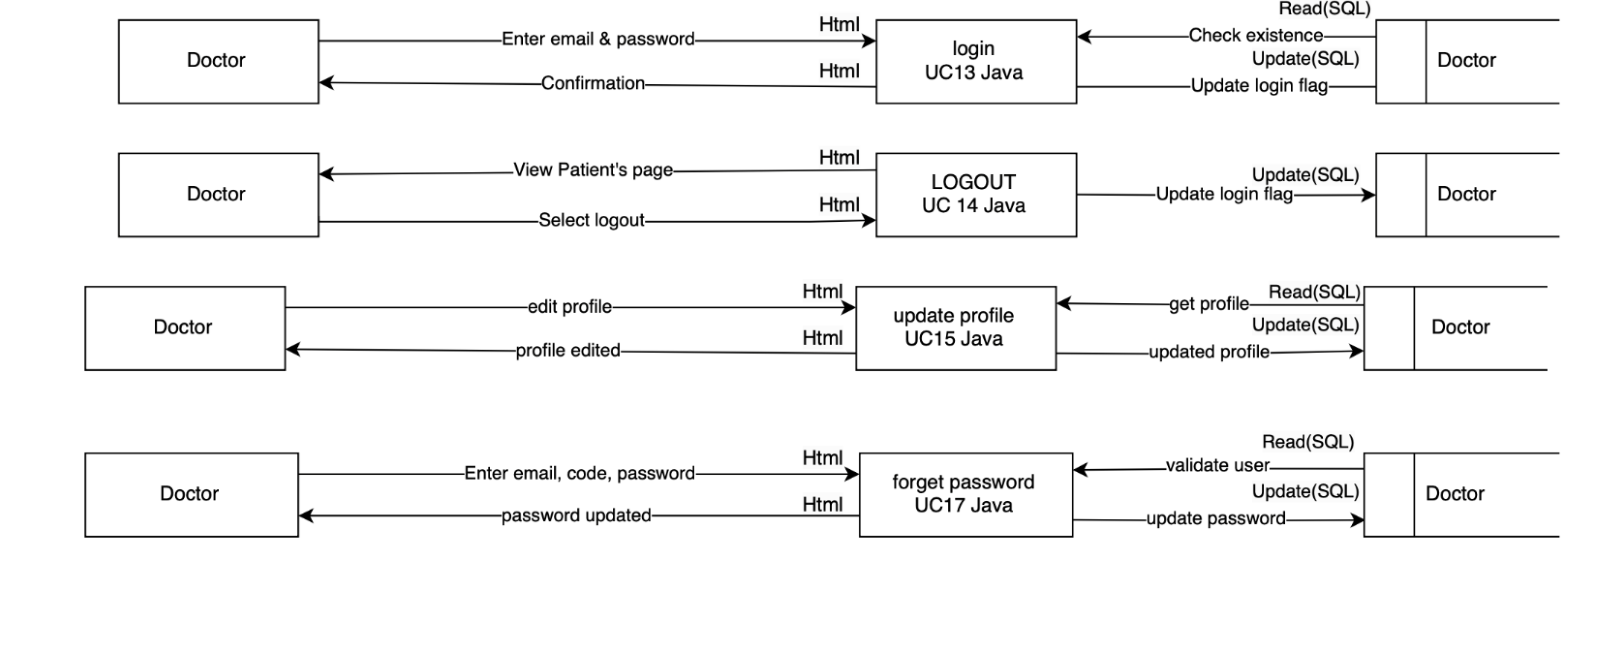 Read(SQL)
Html
Enter email & password
Check existence
Doctor
login
UC13 Java
Update(SQL)
Doctor
Html
Confirmation
Update login flag
Html
View Patient's page
Update(SQL)
Doctor
LOGOUT
UC 14 Java
Update login flag
Doctor
Html
Select logout
Html
Read(SQL)
edit profile
get profile
Doctor
update profile
UC15 Java
Update(SQL)
Doctor
Html
profile edited
updated profile
Read(SQL)
Html
Enter email, code, password
validate user
Doctor
forget password
UC17 Java
Update(SQL)
Doctor
Html
password updated
update password